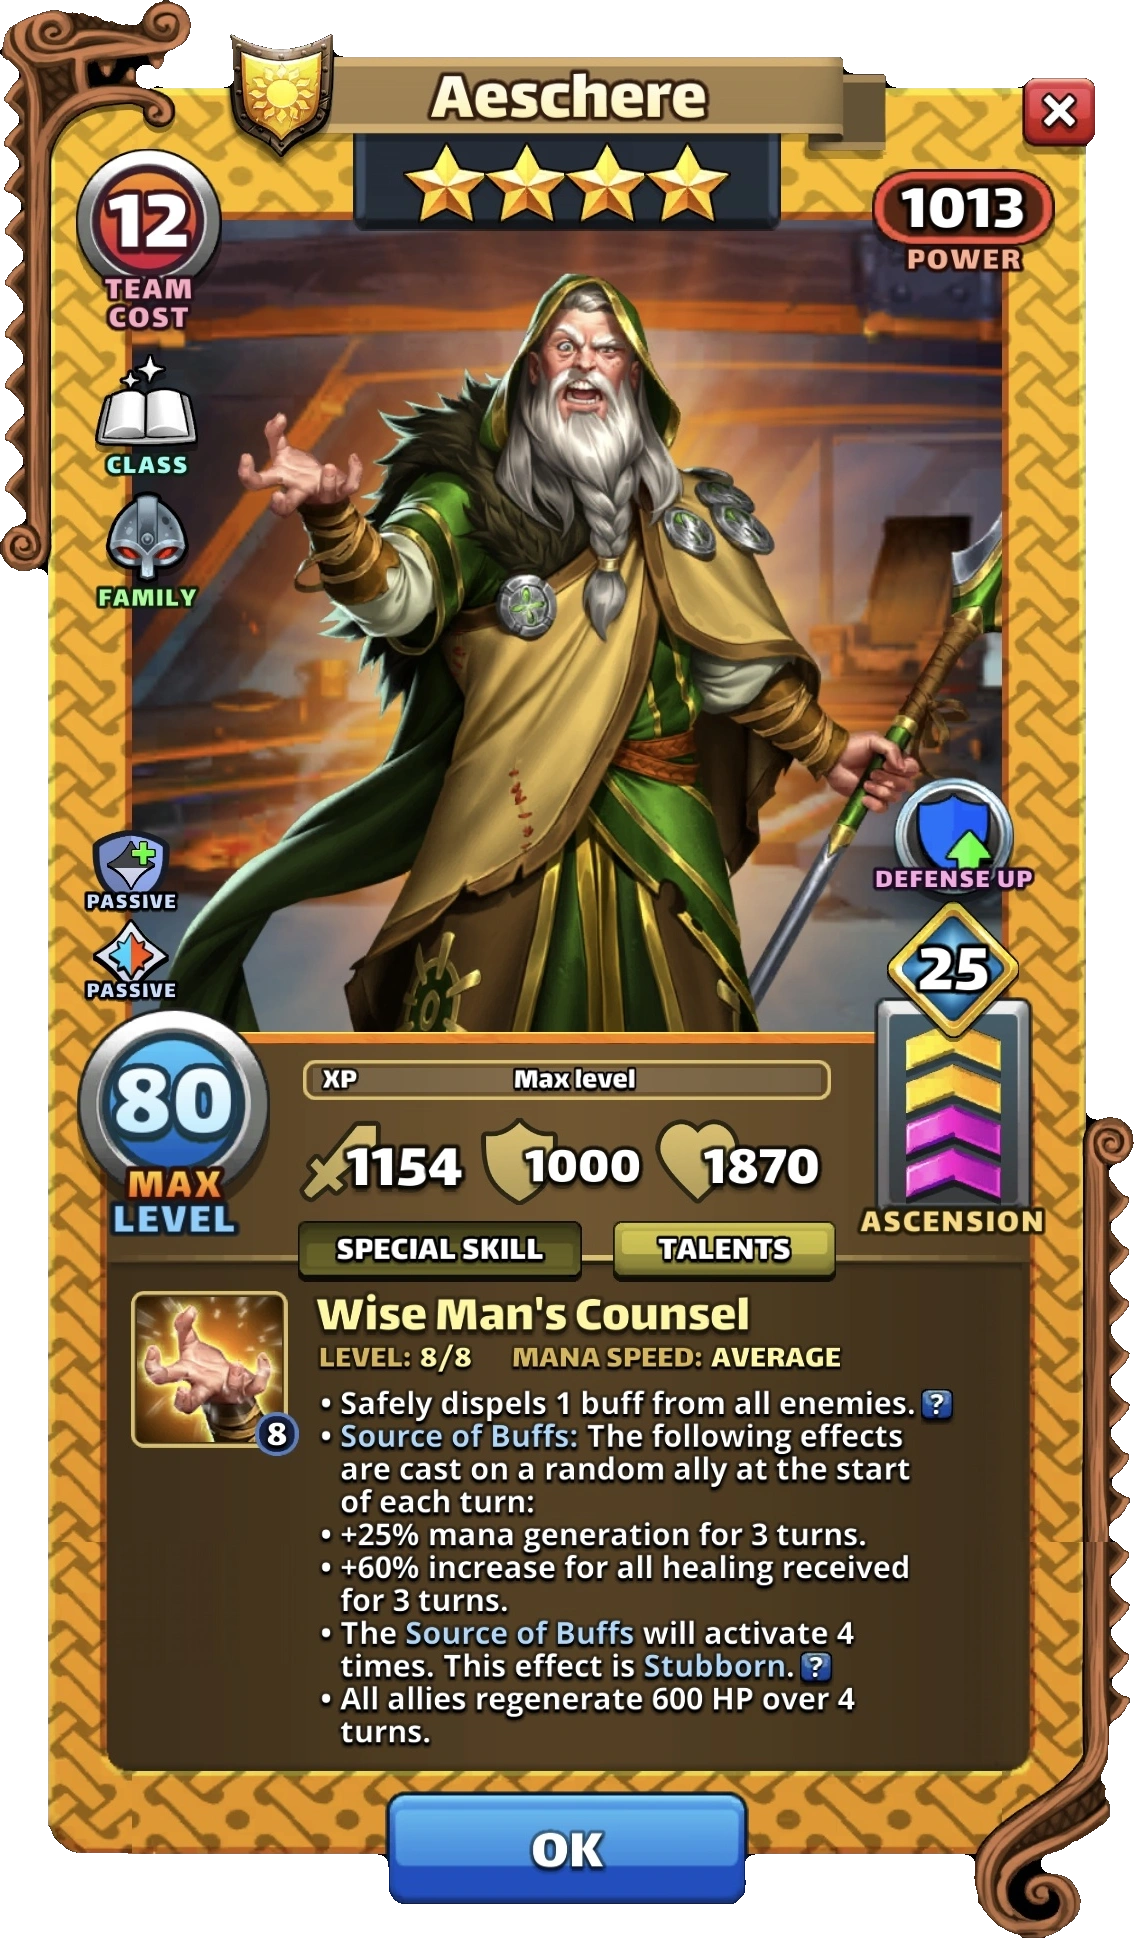 Aeschere
12
TEAM
COST
1013
POWER
CLASS
FAMILY
PASSIVE
PASSIVE
DEFENSE UP
25
80
MAX
LEVEL
XP Max level
1154 1000 1870
ASCENSION
SPECIAL SKILL TALENTS
8
Wise Man's Counsel
LEVEL: 8/8 MANA SPEED: AVERAGE
• Safely dispels 1 buff from all enemies. ?
• Source of Buffs: The following effects
are cast on a random ally at the start
of each turn:
• +25% mana generation for 3 turns.
• +60% increase for all healing received
for 3 turns.
• The Source of Buffs will activate 4
times. This effect is Stubborn. ?
• All allies regenerate 600 HP over 4
turns.
OK